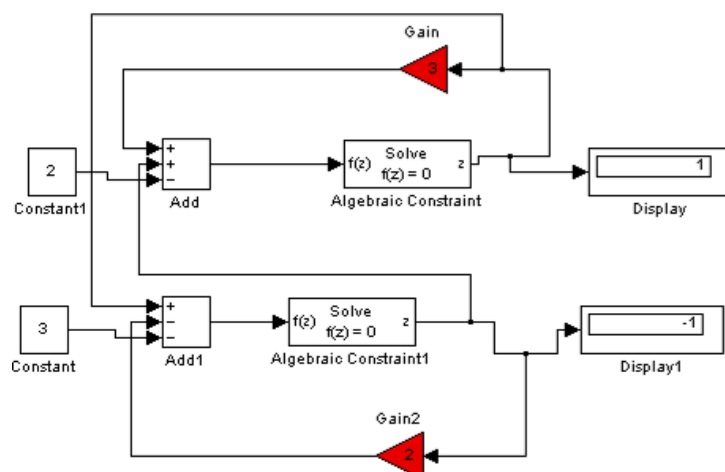 Gain
3
2
Constant1
+
+
−
Add
f(z) Solve z
f(z) = 0
Algebraic Constraint
1
Display
3
Constant
+
−
−
Add1
f(z) Solve z
f(z) = 0
Algebraic Constraint1
-1
Display1
Gain2
2